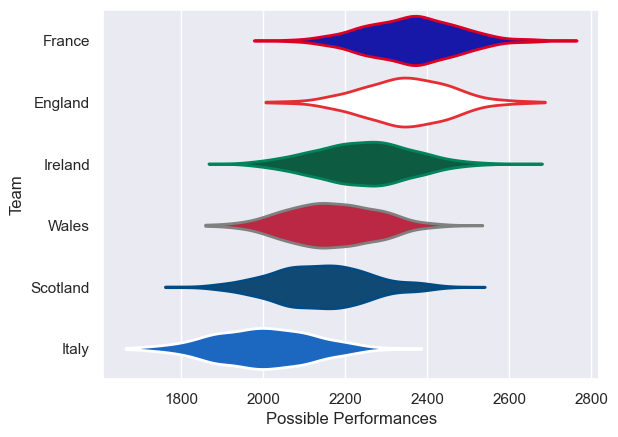 France
England
Ireland
Wales
Scotland
Italy
Team
1800 2000 2200 2400 2600 2800
Possible Performances